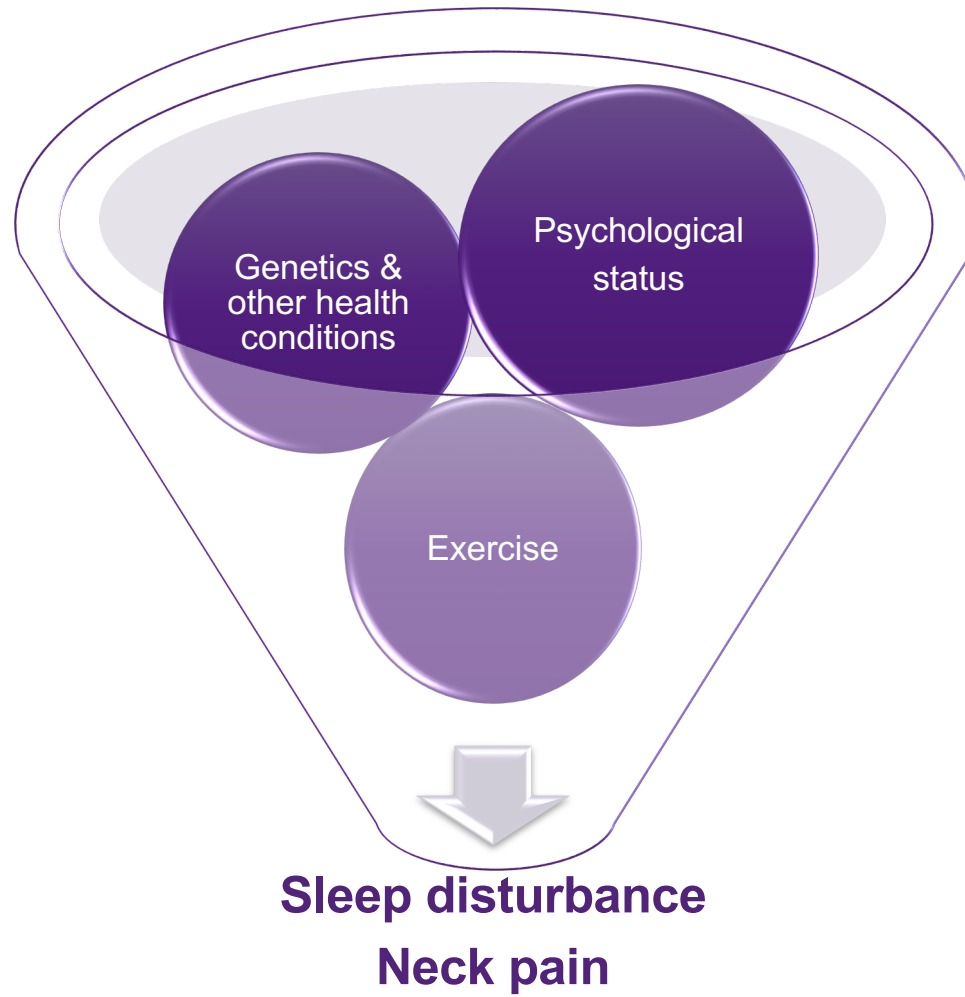 Psychological
status
Genetics &
other health
conditions
Exercise
Sleep disturbance
Neck pain